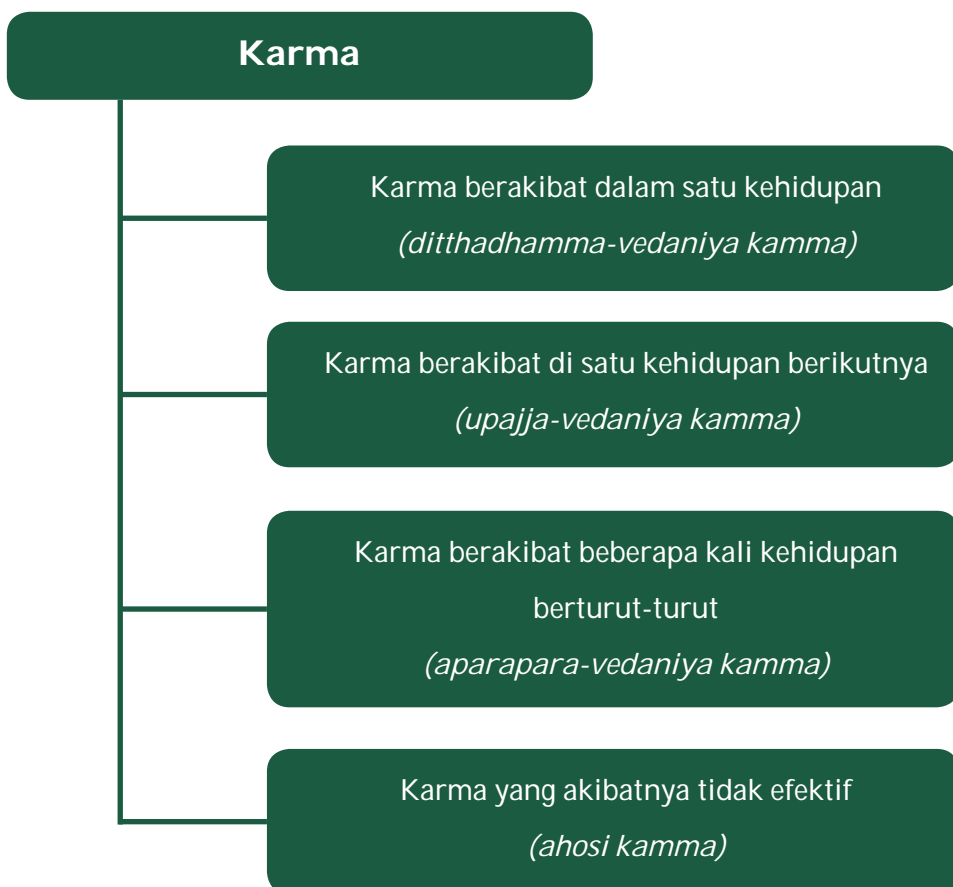 Karma
Karma berakibat dalam satu kehidupan
(ditthadhamma-vedaniya kamma)
Karma berakibat di satu kehidupan berikutnya
(upajja-vedaniya kamma)
Karma berakibat beberapa kali kehidupan
berturut-turut
(aparapara-vedaniya kamma)
Karma yang akibatnya tidak efektif
(ahosi kamma)